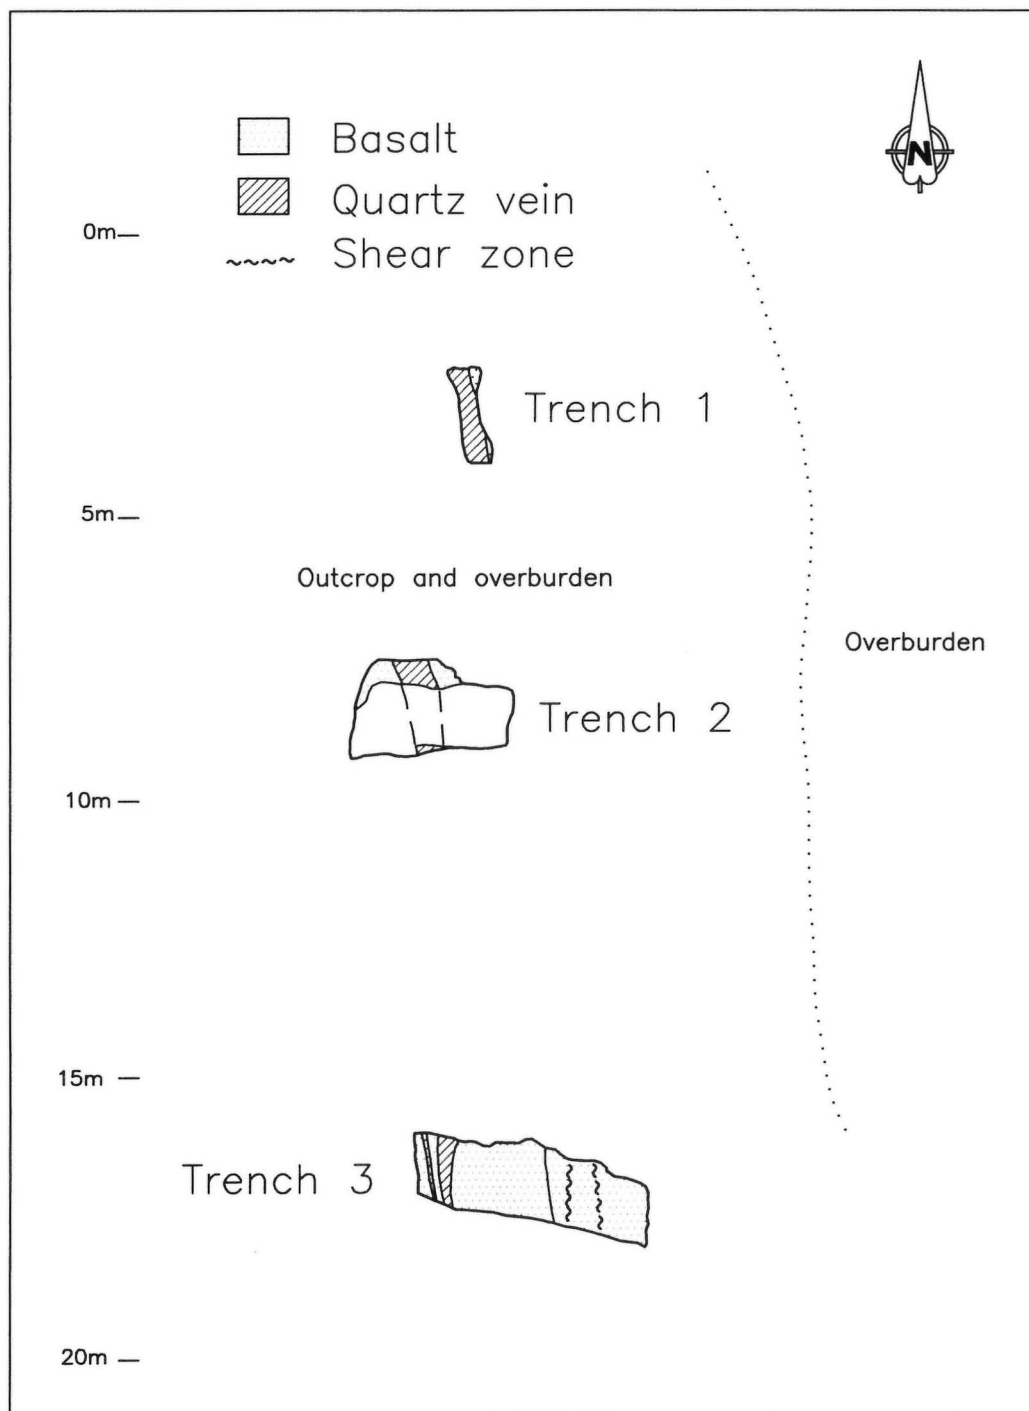 N
Basalt
Quartz vein
0m
Shear zone
Trench 1
5m
Outcrop and overburden
Overburden
Trench 2
10m
15m
Trench 3
20m